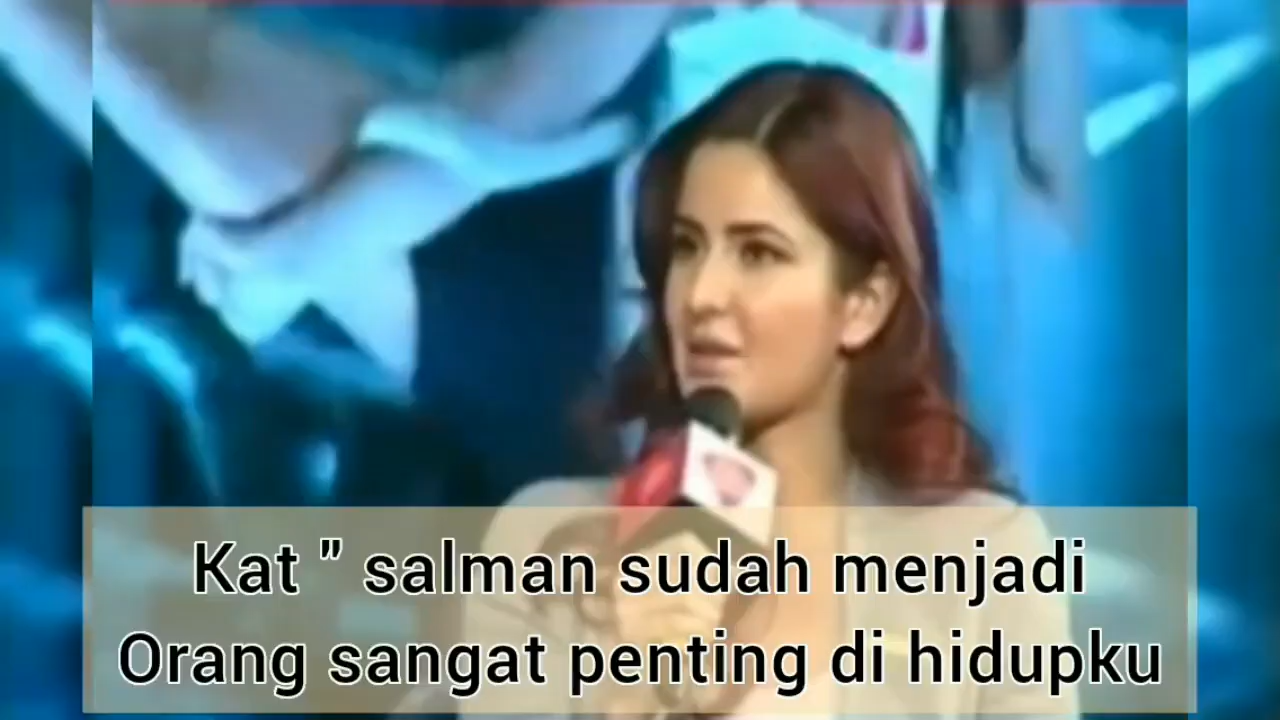 Kat " salman sudah menjadi
Orang sangat penting di hidupku